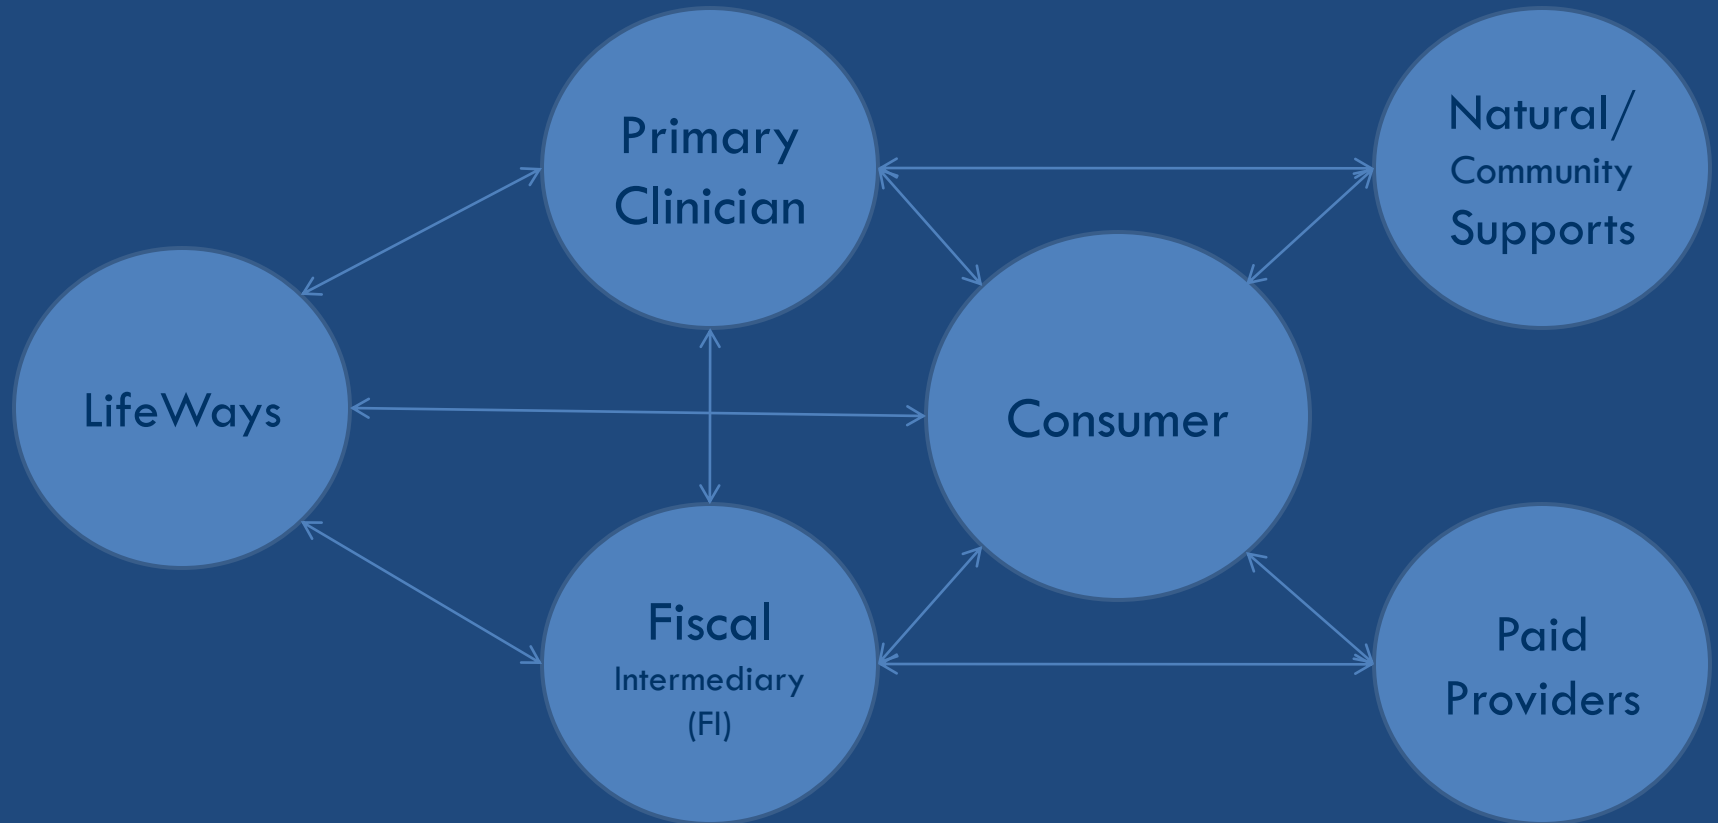 Primary
Clinician
Natural/
Community
Supports
LifeWays
Consumer
Fiscal
Intermediary
(FI)
Paid
Providers